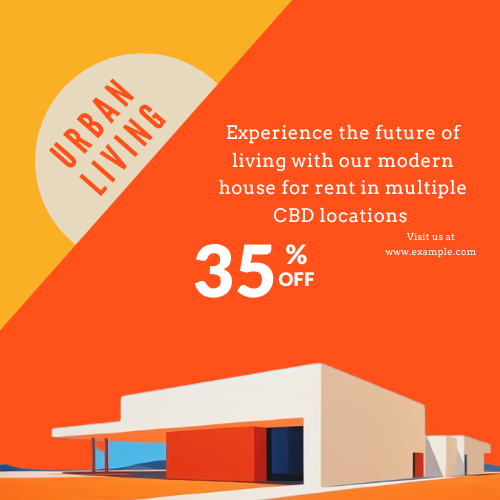 URBAN
LIVING
Experience the future of
living with our modern
house for rent in multiple
CBD locations
Visit us at
www.example.com
35%
OFF